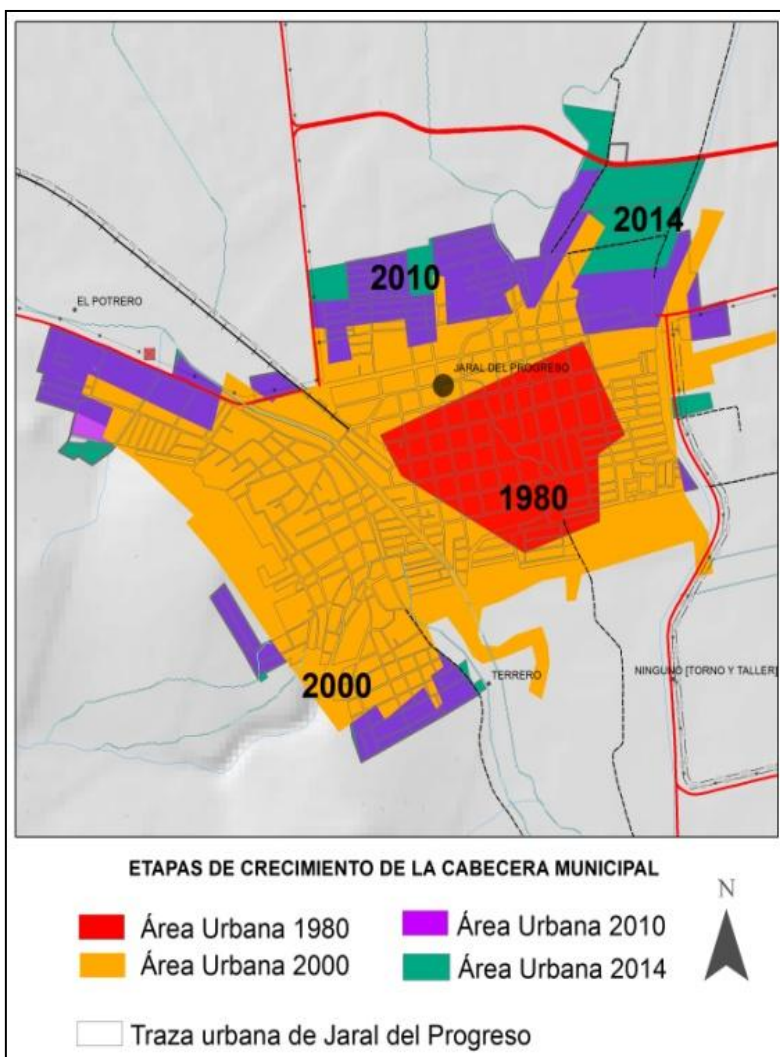 2014
2010
EL POTRERO
JARAL DEL PROGRESO
1980
2000
TERRERO
NINGUNO [TORNO Y TALLER]
ETAPAS DE CRECIMIENTO DE LA CABECERA MUNICIPAL
N
Área Urbana 1980
Área Urbana 2010
Área Urbana 2000
Área Urbana 2014
Traza urbana de Jaral del Progreso